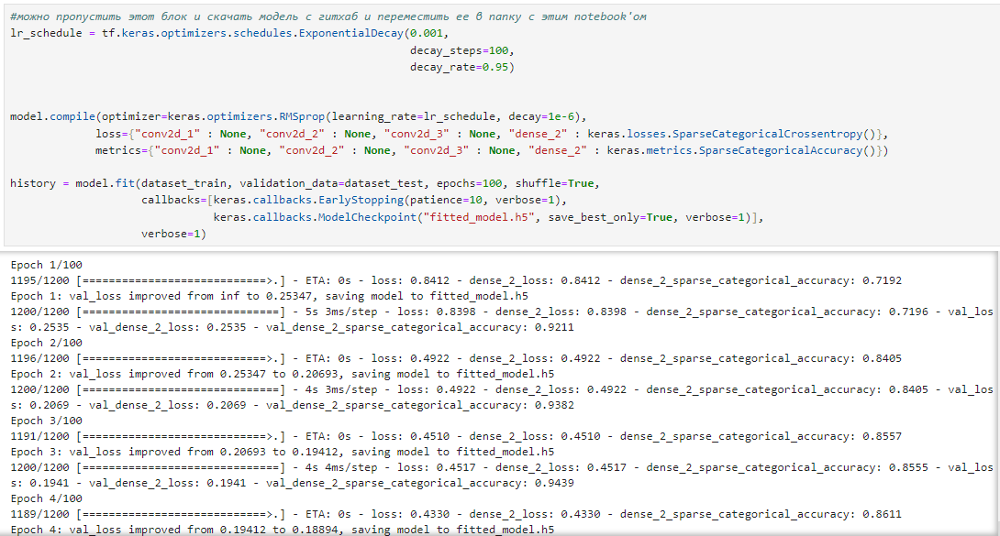 #можно пропустить этот блок и скачать модель с гитхаб и переместить ее в папку с этим notebook'ом
lr_schedule = tf.keras.optimizers.schedules.ExponentialDecay(0.001,
decay_steps=100,
decay_rate=0.95)
model.compile(optimizer=keras.optimizers.RMSprop(learning_rate=lr_schedule, decay=1e-6),
loss={"conv2d_1" : None, "conv2d_2" : None, "conv2d_3" : None, "dense_2" : keras.losses.SparseCategoricalCrossentropy()},
metrics={"conv2d_1" : None, "conv2d_2" : None, "conv2d_3" : None, "dense_2" : keras.metrics.SparseCategoricalAccuracy()})
history = model.fit(dataset_train, validation_data=dataset_test, epochs=100, shuffle=True,
callbacks=[keras.callbacks.EarlyStopping(patience=10, verbose=1),
keras.callbacks.ModelCheckpoint("fitted_model.h5", save_best_only=True, verbose=1)],
verbose=1)
Epoch 1/100
1195/1200 [============================>.] - ETA: 0s - loss: 0.8412 - dense_2_loss: 0.8412 - dense_2_sparse_categorical_accuracy: 0.7192
Epoch 1: val_loss improved from inf to 0.25347, saving model to fitted_model.h5
1200/1200 [==============================] - 5s 3ms/step - loss: 0.8398 - dense_2_loss: 0.8398 - dense_2_sparse_categorical_accuracy: 0.7196 - val_los
s: 0.2535 - val_dense_2_loss: 0.2535 - val_dense_2_sparse_categorical_accuracy: 0.9211
Epoch 2/100
1196/1200 [============================>.] - ETA: 0s - loss: 0.4922 - dense_2_loss: 0.4922 - dense_2_sparse_categorical_accuracy: 0.8405
Epoch 2: val_loss improved from 0.25347 to 0.20693, saving model to fitted_model.h5
1200/1200 [==============================] - 4s 3ms/step - loss: 0.4922 - dense_2_loss: 0.4922 - dense_2_sparse_categorical_accuracy: 0.8405 - val_los
s: 0.2069 - val_dense_2_loss: 0.2069 - val_dense_2_sparse_categorical_accuracy: 0.9382
Epoch 3/100
1191/1200 [============================>.] - ETA: 0s - loss: 0.4510 - dense_2_loss: 0.4510 - dense_2_sparse_categorical_accuracy: 0.8557
Epoch 3: val_loss improved from 0.20693 to 0.19412, saving model to fitted_model.h5
1200/1200 [==============================] - 4s 4ms/step - loss: 0.4517 - dense_2_loss: 0.4517 - dense_2_sparse_categorical_accuracy: 0.8555 - val_los
s: 0.1941 - val_dense_2_loss: 0.1941 - val_dense_2_sparse_categorical_accuracy: 0.9439
Epoch 4/100
1189/1200 [============================>.] - ETA: 0s - loss: 0.4330 - dense_2_loss: 0.4330 - dense_2_sparse_categorical_accuracy: 0.8611
Epoch 4: val_loss improved from 0.19412 to 0.18894, saving model to fitted_model.h5